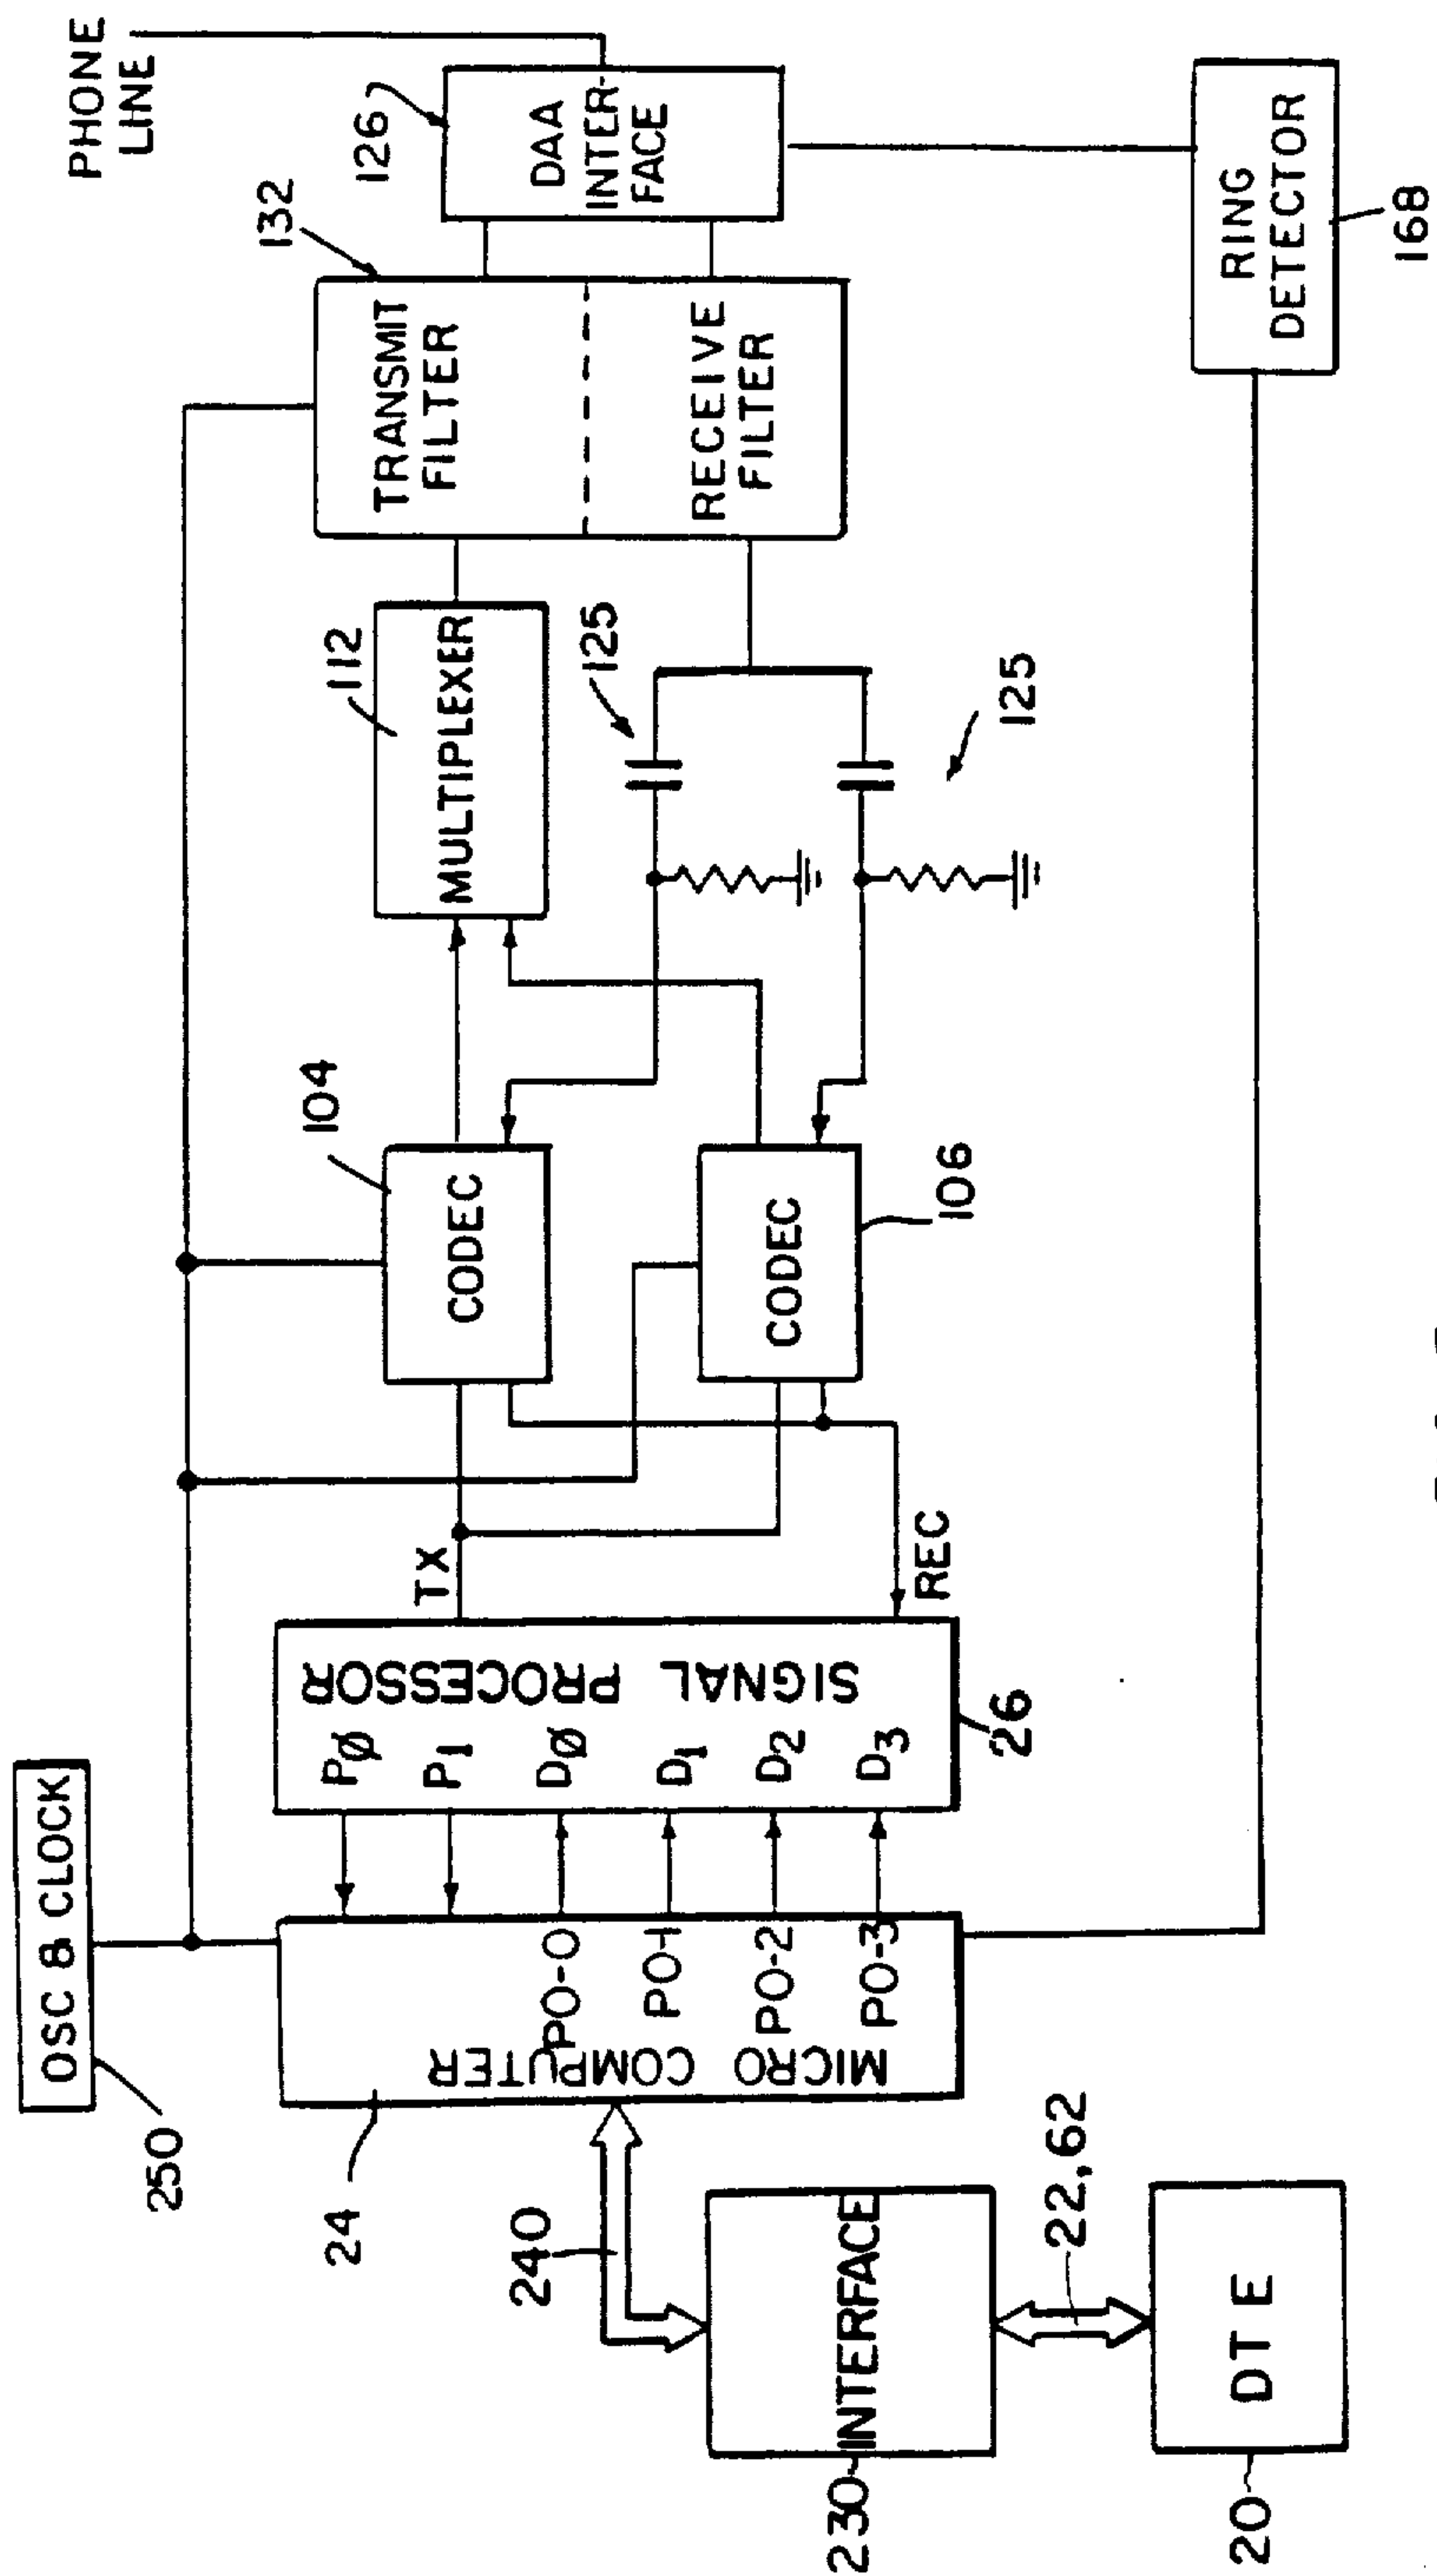 PHONE
LINE
126
DAA
INTER-
FACE
132
TRANSMIT
FILTER
RECEIVE
FILTER
RING
DETECTOR
168
112
MULTIPLEXER
125
125
104
CODEC
CODEC
106
TX
REC
SIGNAL PROCESSOR
PØ
P1
DØ
D1
D2
D3
26
OSC & CLOCK
250
MICRO COMPUTER
PO-0
PO-1
PO-2
PO-3
24
240
INTERFACE
230
22,62
DTE
20